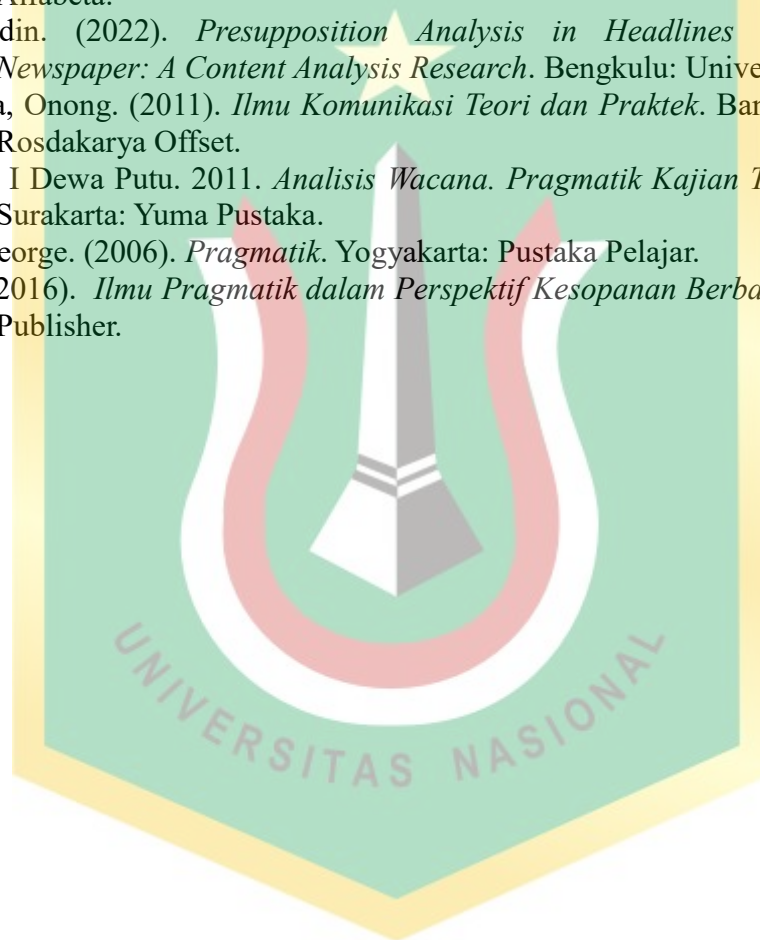 Alfabeta.
din. (2022). Presupposition Analysis in Headlines
Newspaper: A Content Analysis Research. Bengkulu: Unive
a, Onong. (2011). Ilmu Komunikasi Teori dan Praktek. Ban
Rosdakarya Offset.
I Dewa Putu. 2011. Analisis Wacana. Pragmatik Kajian T
Surakarta: Yuma Pustaka.
eorge. (2006). Pragmatik. Yogyakarta: Pustaka Pelajar.
2016). Ilmu Pragmatik dalam Perspektif Kesopanan Berba
Publisher.
UNIVERSITAS NASIONAL